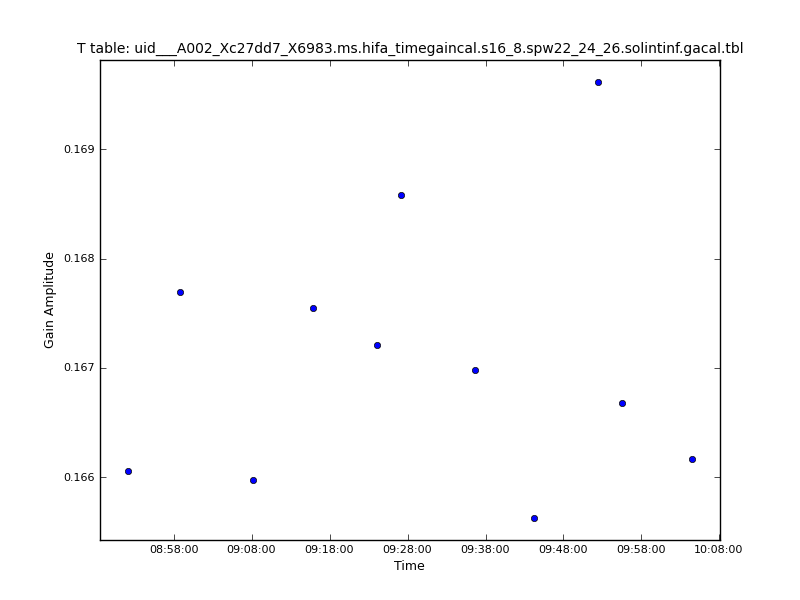 T table: uid___A002_Xc27dd7_X6983.ms.hifa_timegaincal.s16_8.spw22_24_26.solintinf.gacal.tbl
0.169
0.168
Gain Amplitude
0.167
0.166
08:58:00 09:08:00 09:18:00 09:28:00 09:38:00 09:48:00 09:58:00 10:08:00
Time